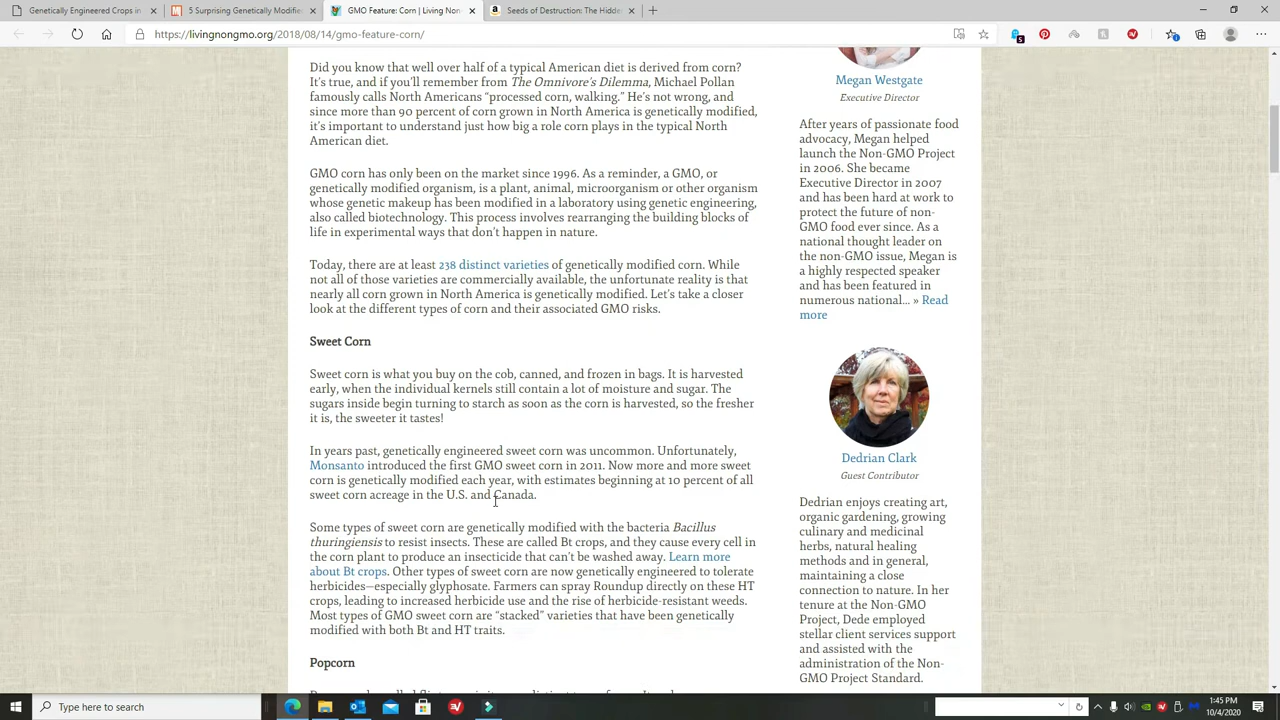 Genetically Engineered Crops in
5 Surprising Genetically Modifie
GMO Feature: Corn | Living Non-
Seeds of Destruction: The Hidde
https://livingnongmo.org/2018/08/14/gmo-feature-corn/
Did you know that well over half of a typical American diet is derived from corn?
It's true, and if you'll remember from The Omnivore's Dilemma, Michael Pollan
famously calls North Americans “processed corn, walking.” He's not wrong, and
since more than 90 percent of corn grown in North America is genetically modified,
it's important to understand just how big a role corn plays in the typical North
American diet.
GMO corn has only been on the market since 1996. As a reminder, a GMO, or
genetically modified organism, is a plant, animal, microorganism or other organism
whose genetic makeup has been modified in a laboratory using genetic engineering,
also called biotechnology. This process involves rearranging the building blocks of
life in experimental ways that don't happen in nature.
Today, there are at least 238 distinct varieties of genetically modified corn. While
not all of those varieties are commercially available, the unfortunate reality is that
nearly all corn grown in North America is genetically modified. Let's take a closer
look at the different types of corn and their associated GMO risks.
Sweet Corn
Sweet corn is what you buy on the cob, canned, and frozen in bags. It is harvested
early, when the individual kernels still contain a lot of moisture and sugar. The
sugars inside begin turning to starch as soon as the corn is harvested, so the fresher
it is, the sweeter it tastes!
In years past, genetically engineered sweet corn was uncommon. Unfortunately,
Monsanto introduced the first GMO sweet corn in 2011. Now more and more sweet
corn is genetically modified each year, with estimates beginning at 10 percent of all
sweet corn acreage in the U.S. and Canada.
Some types of sweet corn are genetically modified with the bacteria Bacillus
thuringiensis to resist insects. These are called Bt crops, and they cause every cell in
the corn plant to produce an insecticide that can't be washed away. Learn more
about Bt crops. Other types of sweet corn are now genetically engineered to tolerate
herbicides—especially glyphosate. Farmers can spray Roundup directly on these HT
crops, leading to increased herbicide use and the rise of herbicide-resistant weeds.
Most types of GMO sweet corn are “stacked” varieties that have been genetically
modified with both Bt and HT traits.
Popcorn
Megan Westgate
Executive Director
After years of passionate food
advocacy, Megan helped
launch the Non-GMO Project
in 2006. She became
Executive Director in 2007
and has been hard at work to
protect the future of non-
GMO food ever since. As a
national thought leader on
the non-GMO issue, Megan is
a highly respected speaker
and has been featured in
numerous national... » Read
more
Dedrian Clark
Guest Contributor
Dedrian enjoys creating art,
organic gardening, growing
culinary and medicinal
herbs, natural healing
methods and in general,
maintaining a close
connection to nature. In her
tenure at the Non-GMO
Project, Dede employed
stellar client services support
and assisted with the
administration of the Non-
GMO Project Standard.
Type here to search
1:45 PM
10/4/2020